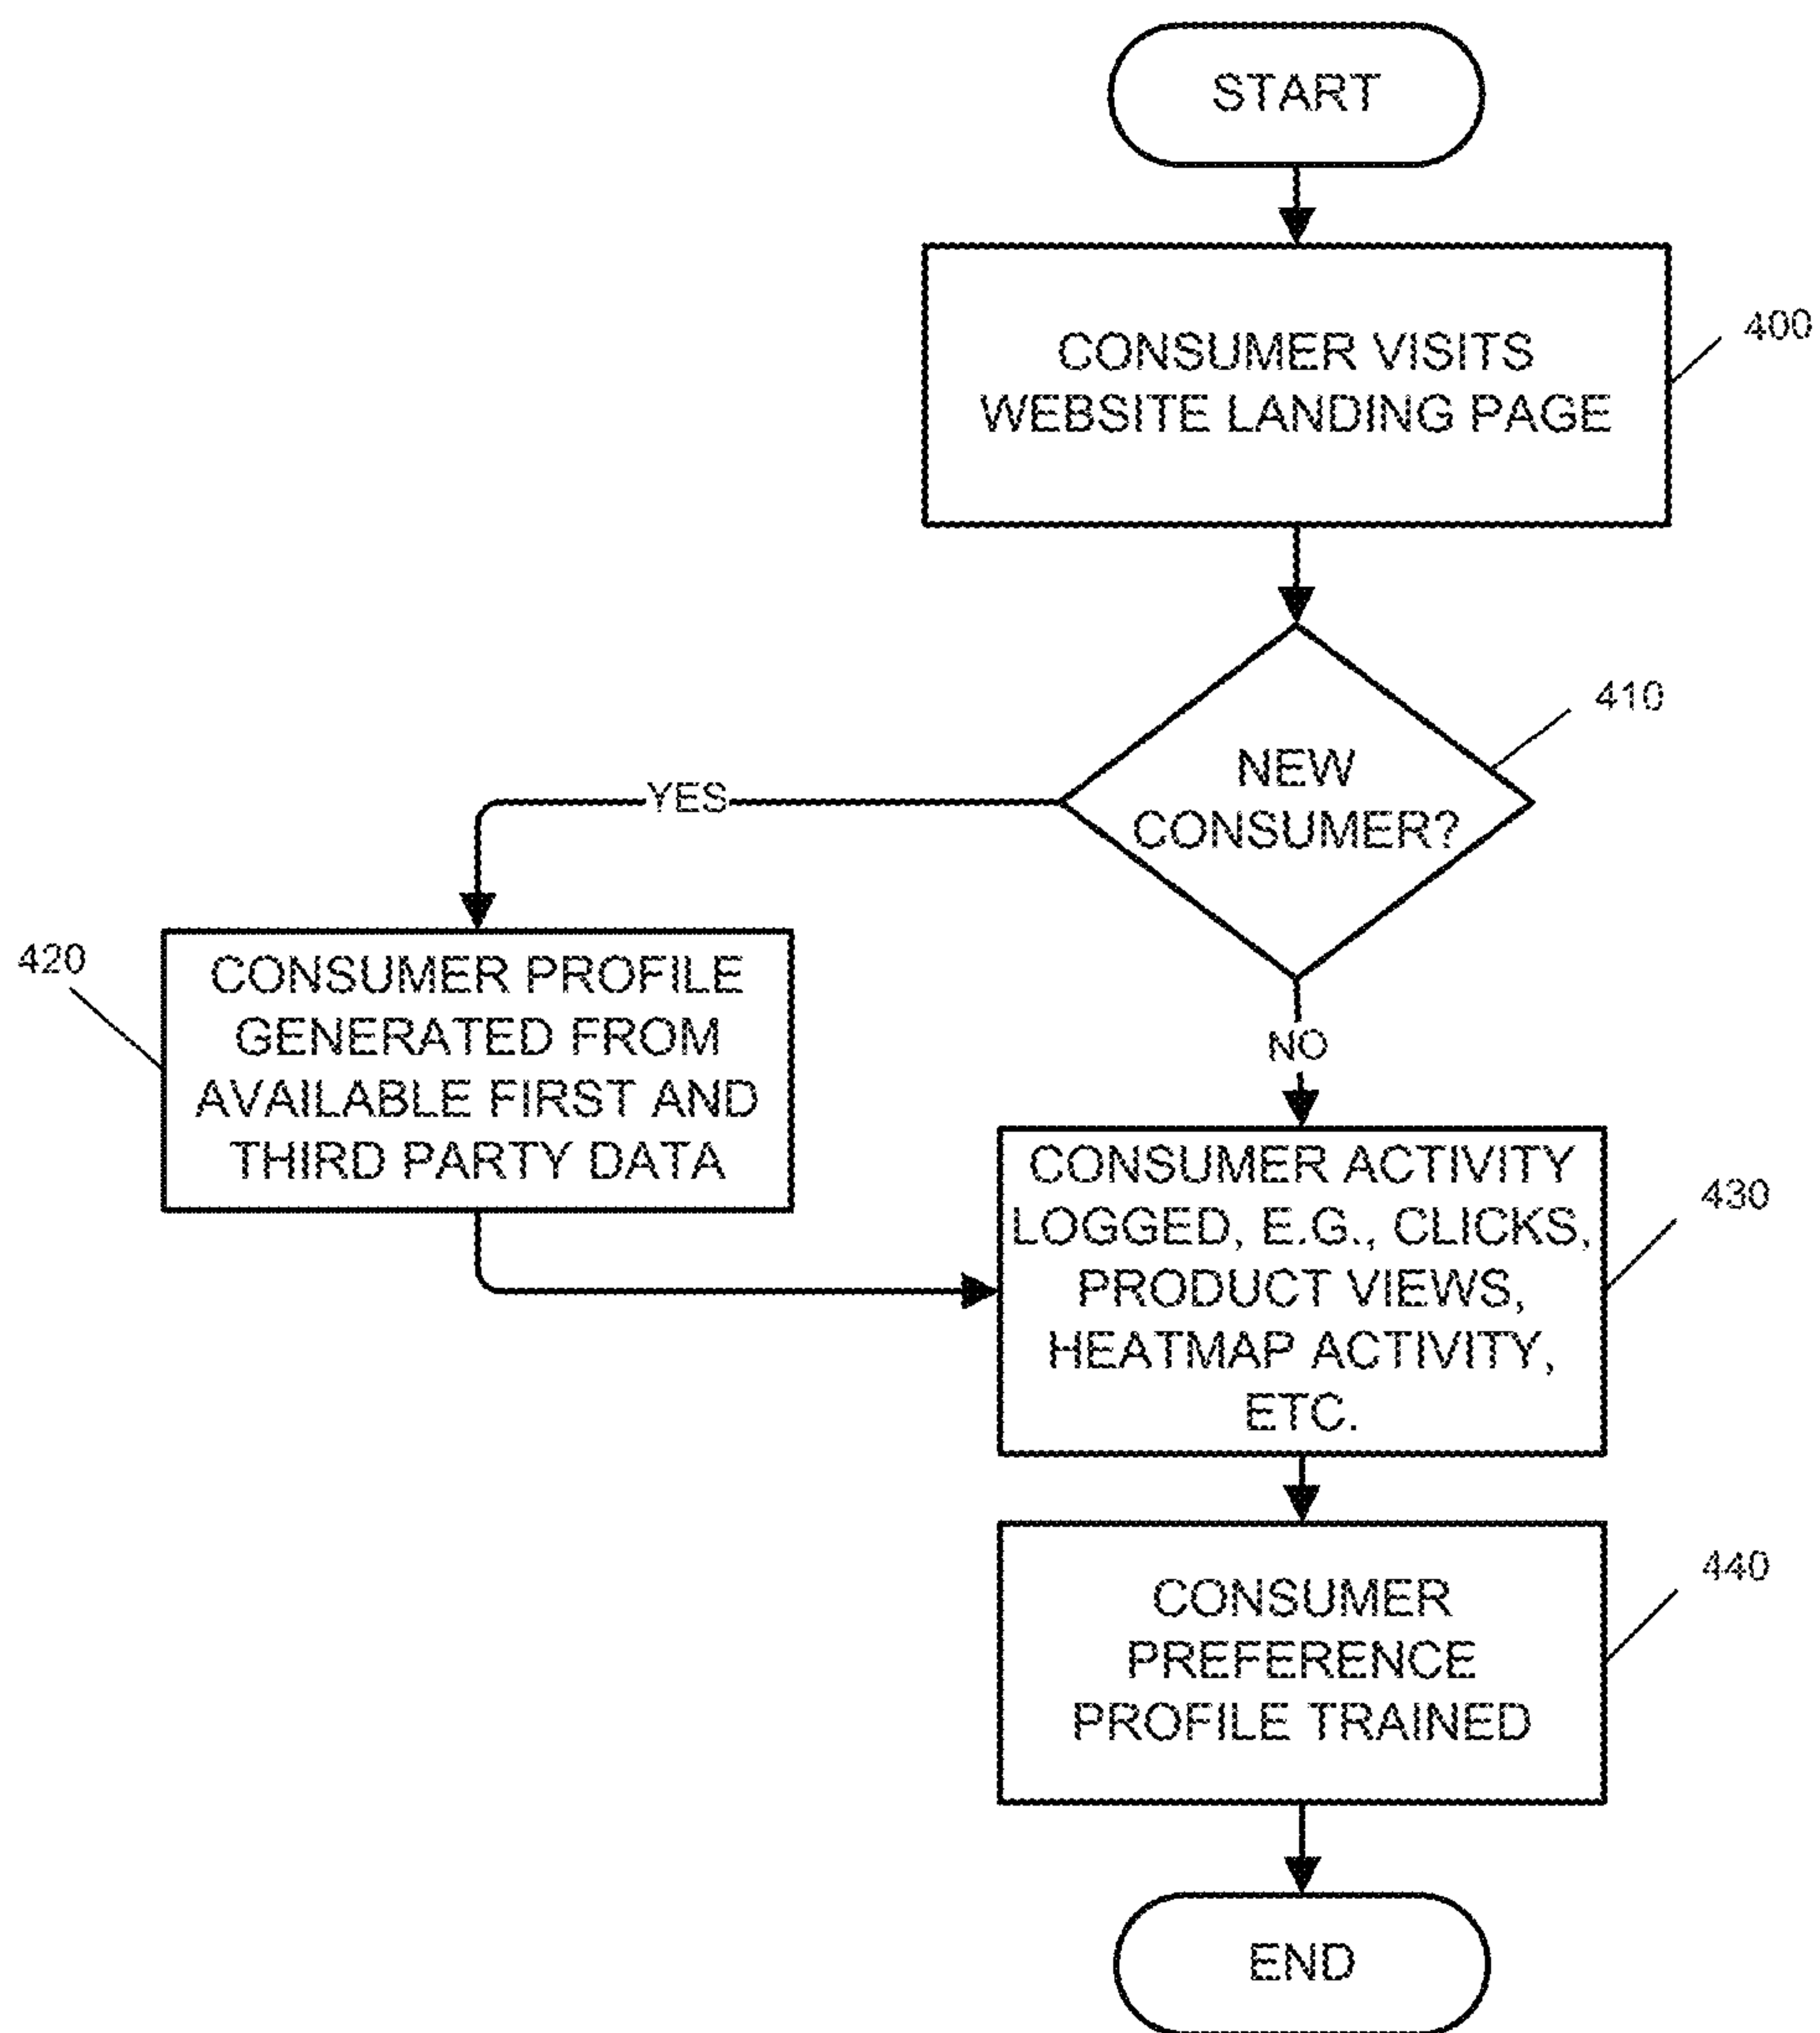 START
CONSUMER VISITS
WEBSITE LANDING PAGE
400
410
NEW
CONSUMER?
YES
420
CONSUMER PROFILE
GENERATED FROM
AVAILABLE FIRST AND
THIRD PARTY DATA
NO
CONSUMER ACTIVITY
LOGGED, E.G., CLICKS,
PRODUCT VIEWS,
HEATMAP ACTIVITY,
ETC.
430
CONSUMER
PREFERENCE
PROFILE TRAINED
440
END